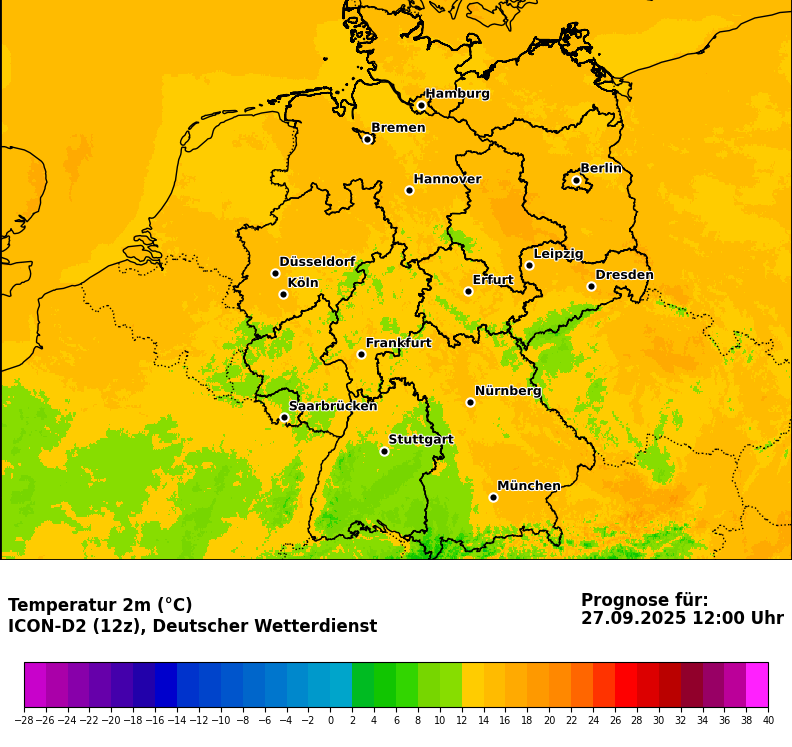 Hamburg
Bremen
Berlin
Hannover
Leipzig
Düsseldorf
Dresden
Köln
Erfurt
Frankfurt
Nürnberg
Saarbrücken
Stuttgart
München
Temperatur 2m (°C)
ICON-D2 (12z), Deutscher Wetterdienst
Prognose für:
27.09.2025 12:00 Uhr
−28 −26 −24 −22 −20 −18 −16 −14 −12 −10 −8 −6 −4 −2 0 2 4 6 8 10 12 14 16 18 20 22 24 26 28 30 32 34 36 38 40